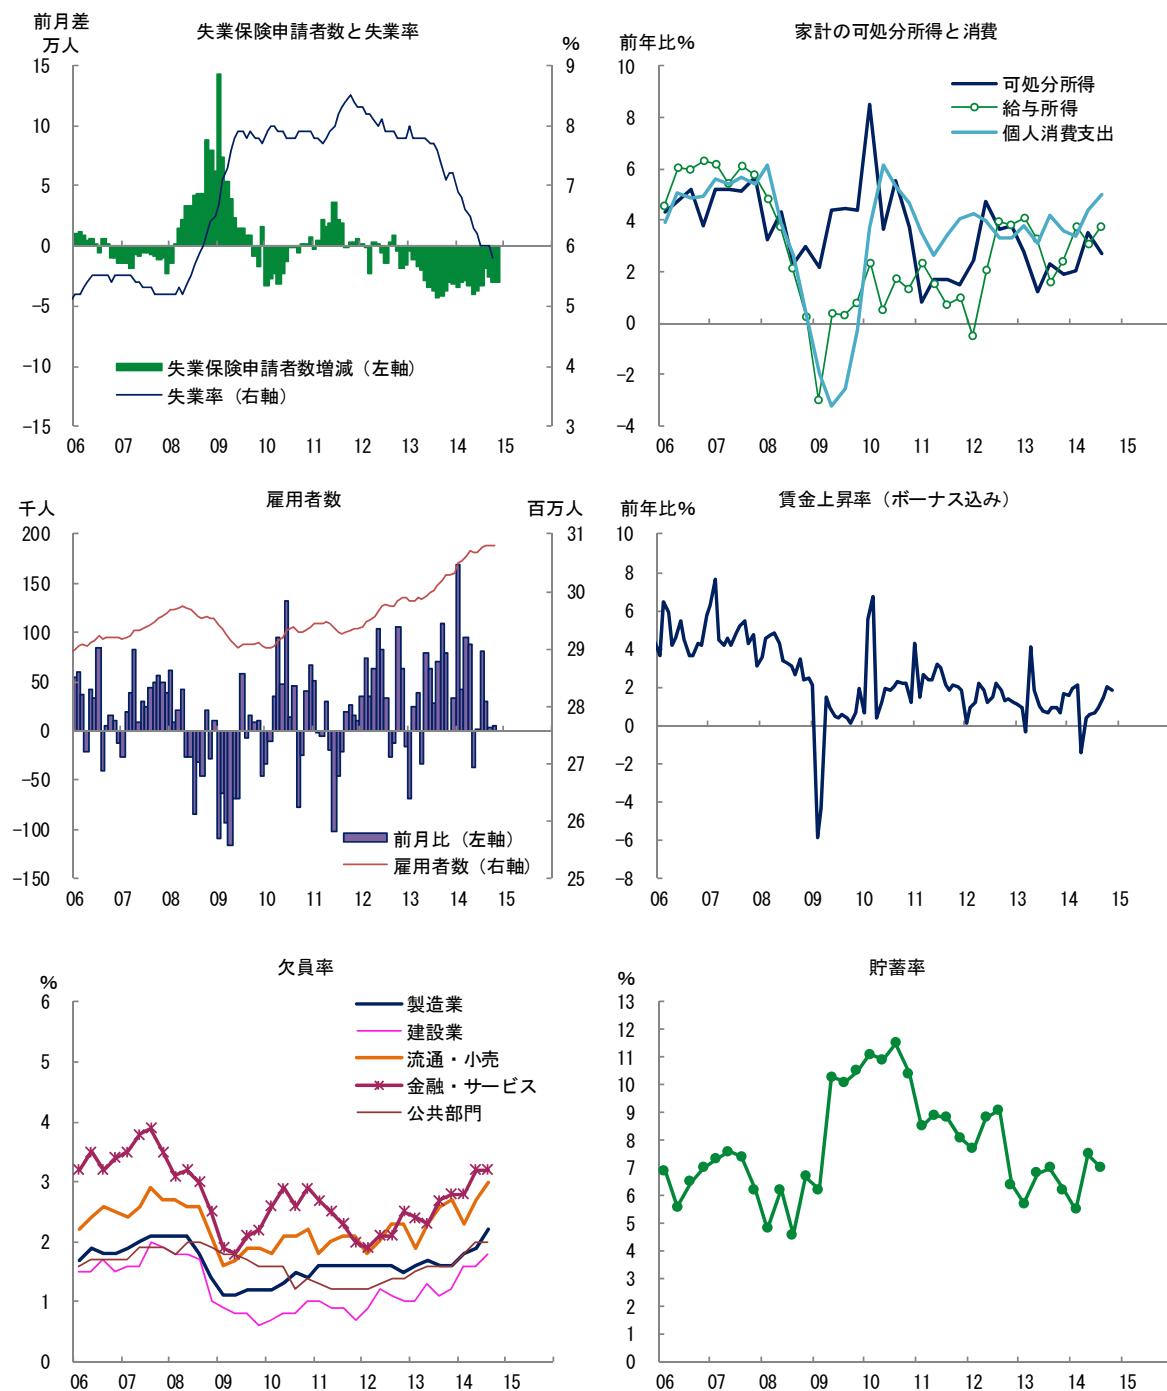 失業保険申請者数と失業率
前月差
万人
%
15
10
5
0
−5
−10
−15
9
8
7
6
5
4
3
失業保険申請者数増減（左軸）
失業率（右軸）
06 07 08 09 10 11 12 13 14 15
家計の可処分所得と消費
前年比%
10
8
6
4
2
0
−2
−4
可処分所得
給与所得
個人消費支出
06 07 08 09 10 11 12 13 14 15
雇用者数
千人
百万人
200
150
100
50
0
−50
−100
−150
31
30
29
28
27
26
25
前月比（左軸）
雇用者数（右軸）
06 07 08 09 10 11 12 13 14 15
賃金上昇率（ボーナス込み）
前年比%
10
8
6
4
2
0
−2
−4
−6
−8
06 07 08 09 10 11 12 13 14 15
欠員率
%
6
5
4
3
2
1
0
製造業
建設業
流通・小売
金融・サービス
公共部門
06 07 08 09 10 11 12 13 14 15
貯蓄率
%
13
12
11
10
9
8
7
6
5
4
3
2
1
0
06 07 08 09 10 11 12 13 14 15